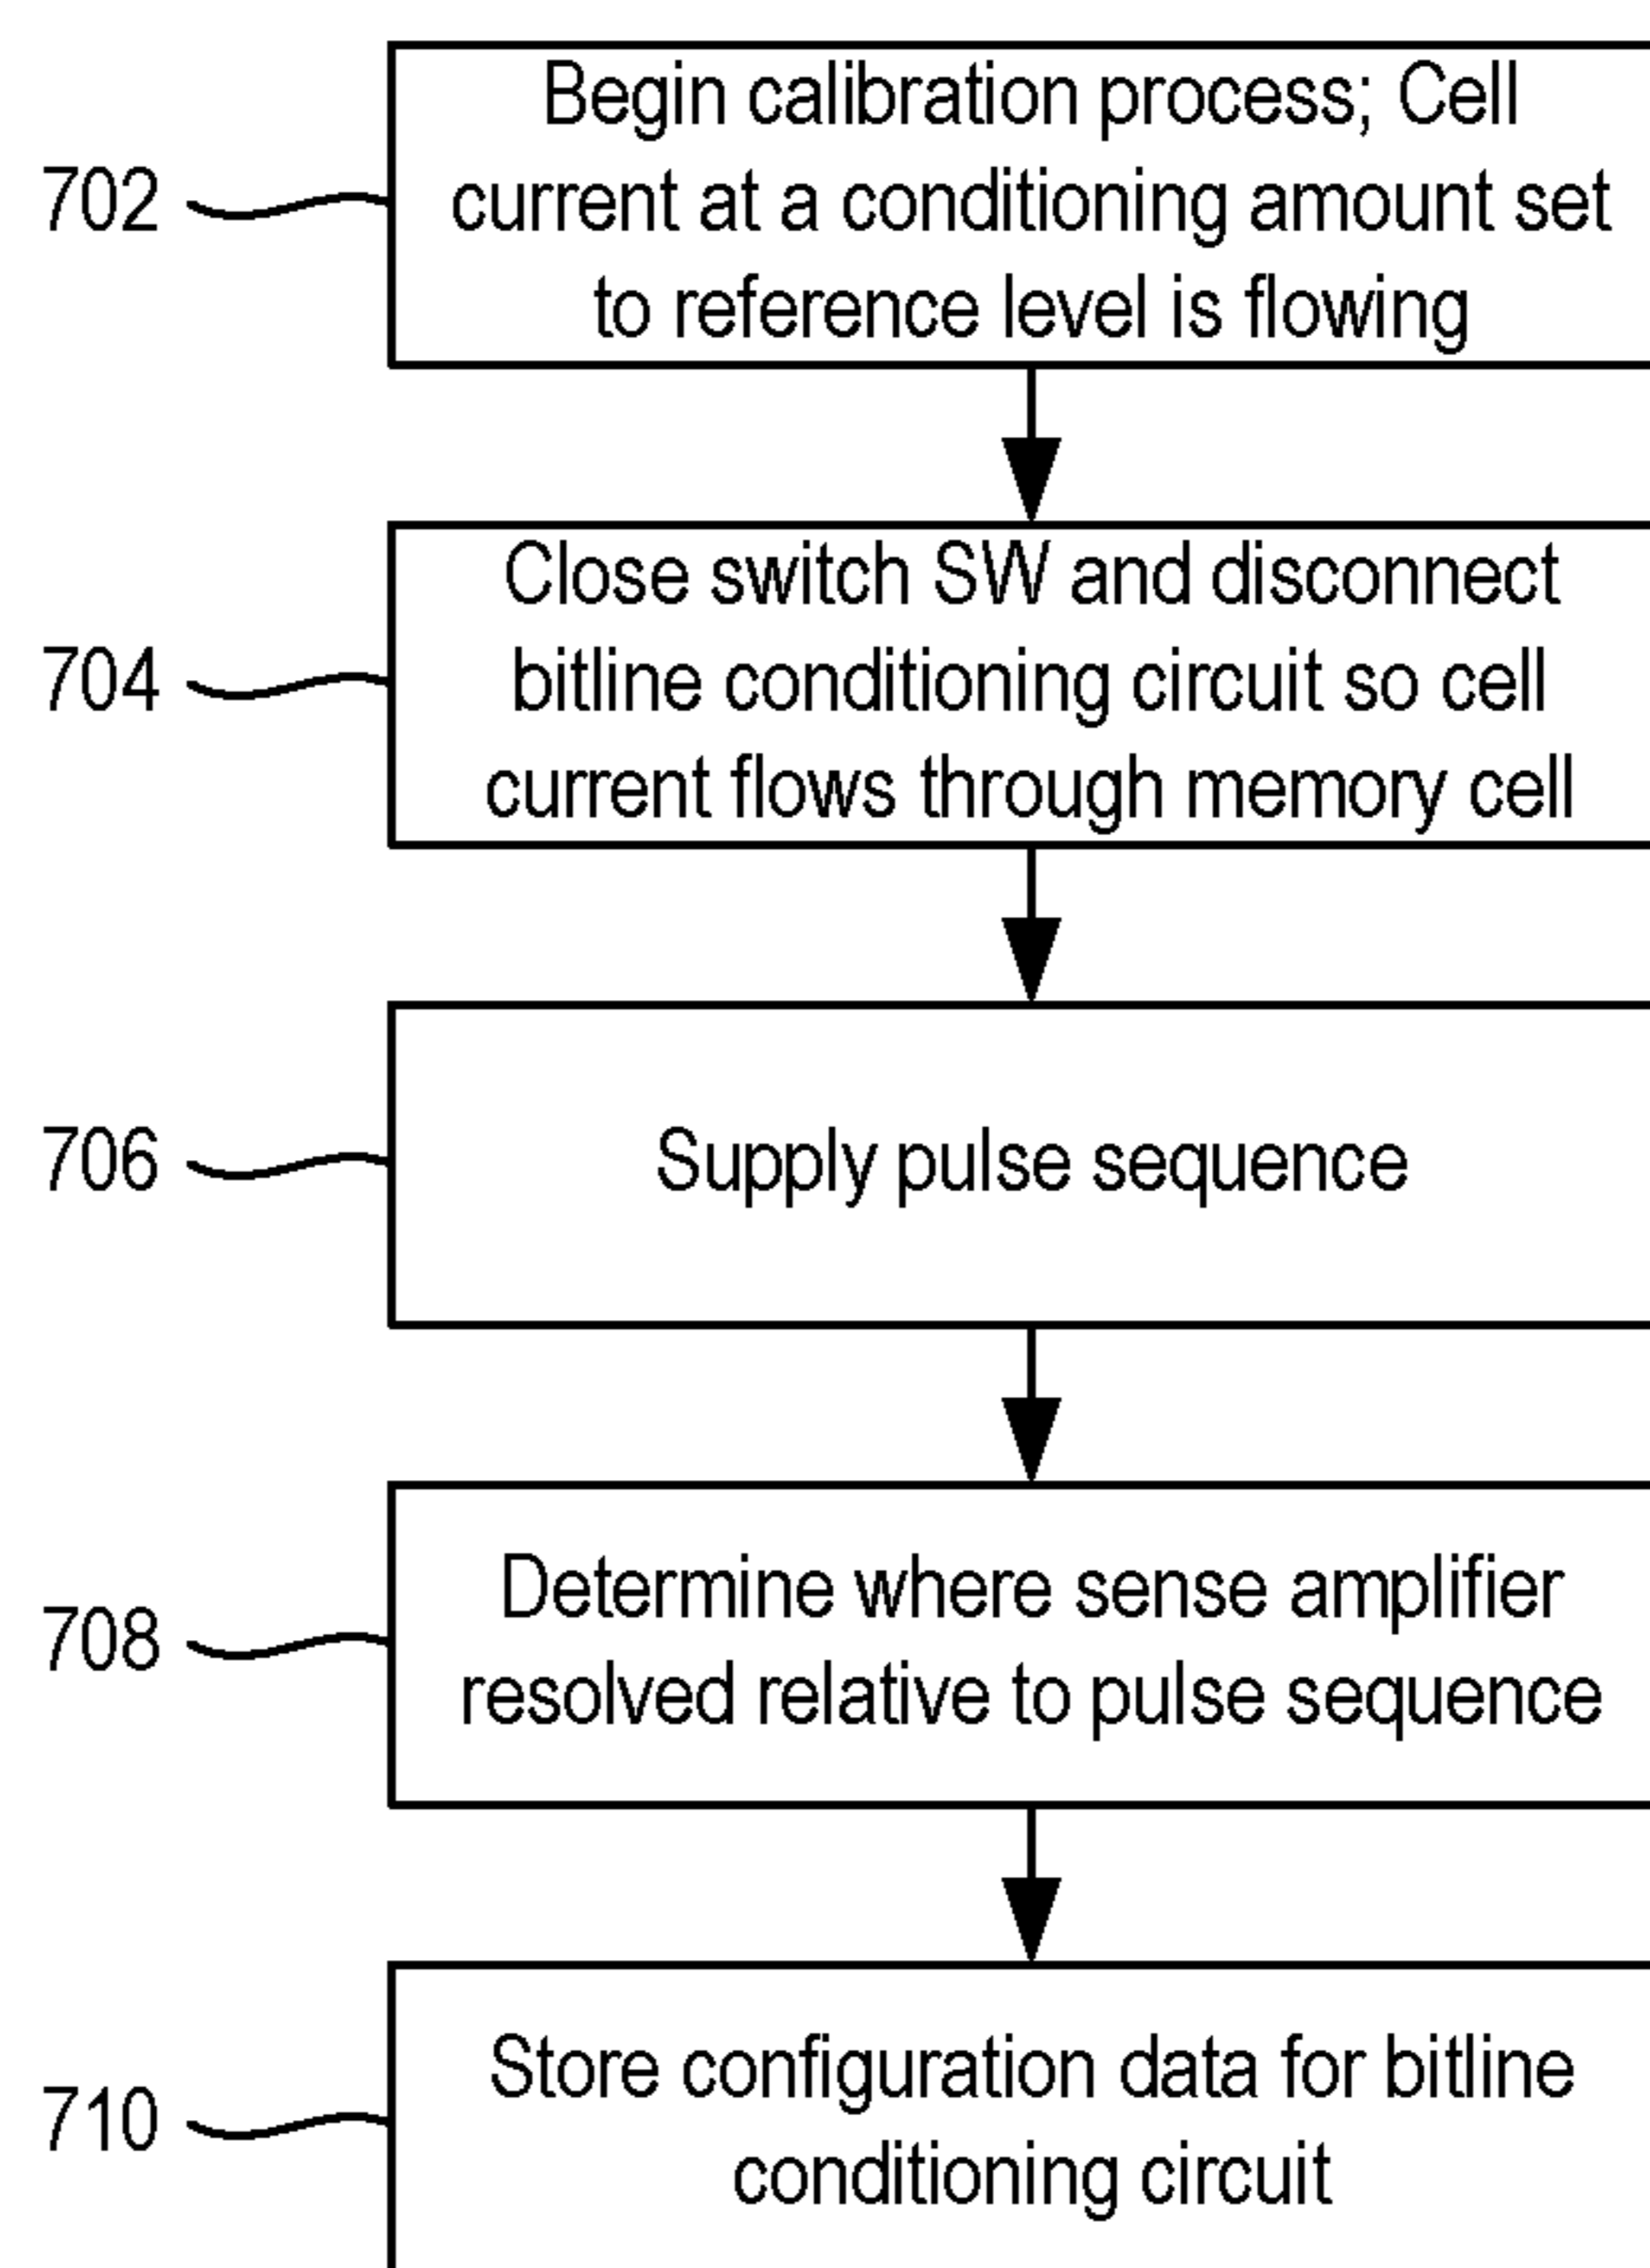 Begin calibration process; Cell
702
current at a conditioning amount set
to reference level is flowing
Close switch SW and disconnect
704
bitline conditioning circuit so cell
current flows through memory cell
706
Supply pulse sequence
Determine where sense amplifier
708
resolved relative to pulse sequence
Store configuration data for bitline
710
conditioning circuit